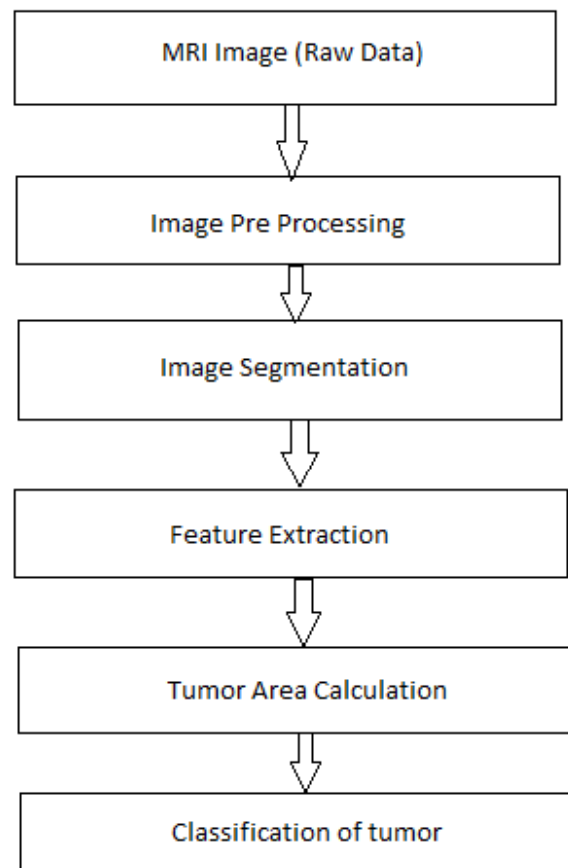 MRI Image (Raw Data)
Image Pre Processing
Image Segmentation
Feature Extraction
Tumor Area Calculation
Classification of tumor